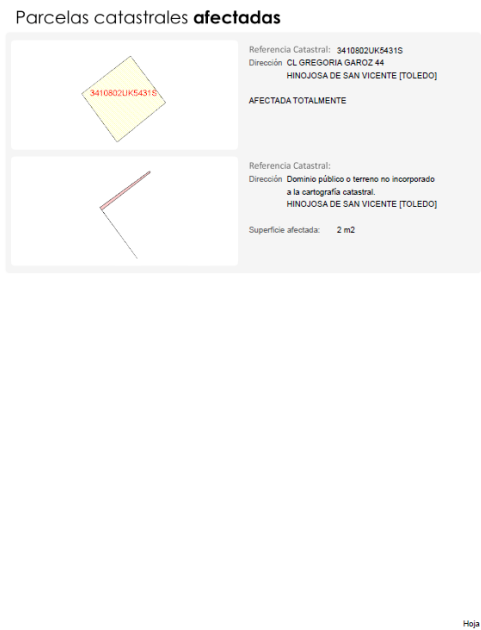 Parcelas catastrales afectadas
3410802UK5431S
Referencia Catastral: 3410802UK5431S
Dirección CL GREGORIA GAROZ 44
HINOJOSA DE SAN VICENTE [TOLEDO]
AFECTADA TOTALMENTE
Referencia Catastral:
Dirección Dominio público o terreno no incorporado
a la cartografía catastral.
HINOJOSA DE SAN VICENTE [TOLEDO]
Superficie afectada: 2 m2
Hoja